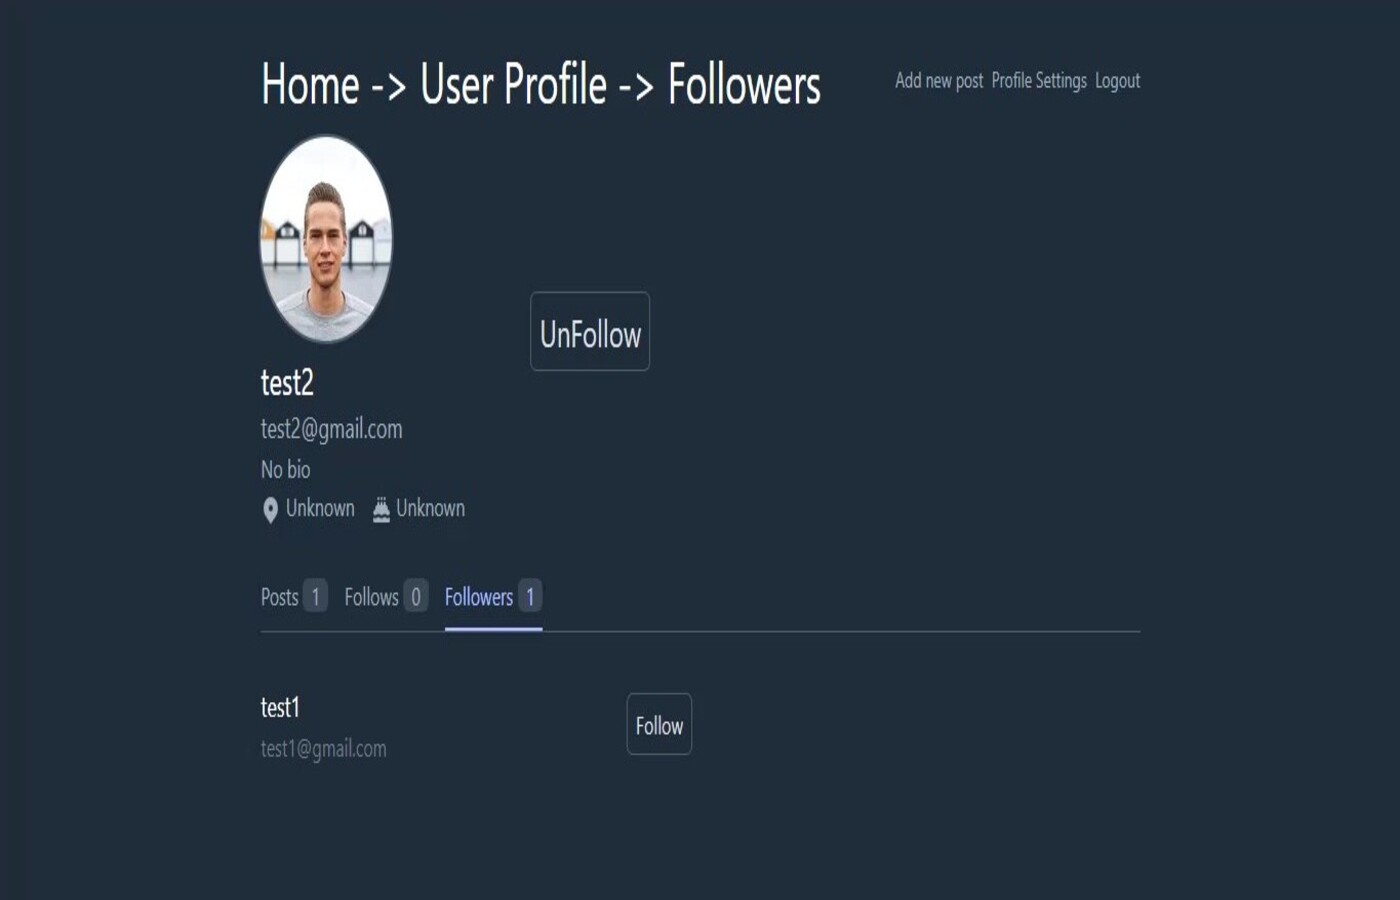 Home -> User Profile -> Followers
Add new post Profile Settings Logout
UnFollow
test2
test2@gmail.com
No bio
Unknown Unknown
Posts 1 Follows 0 Followers 1
test1
test1@gmail.com
Follow